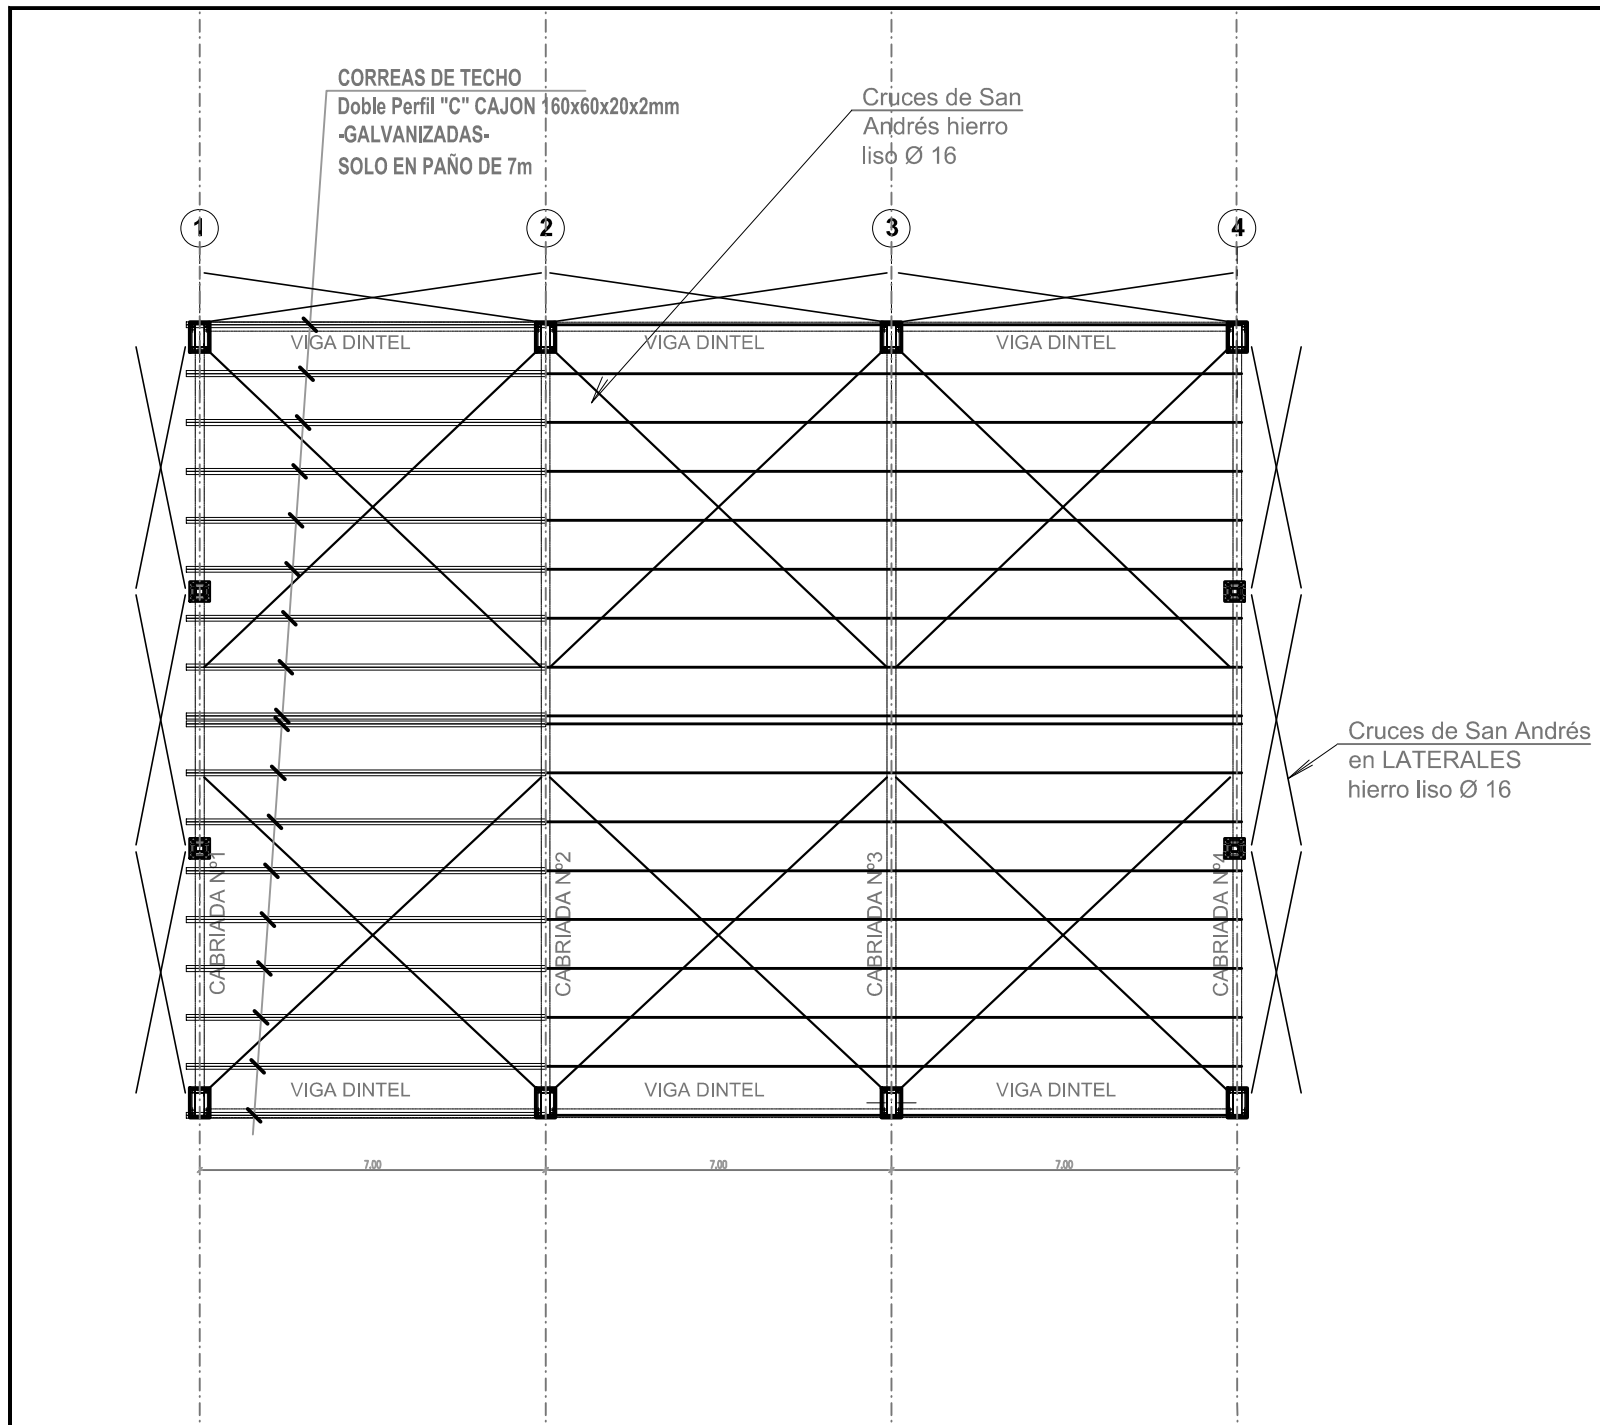 CORREAS DE TECHO
Doble Perfil "C" CAJON 160x60x20x2mm
-GALVANIZADAS-
SOLO EN PAÑO DE 7m
Cruces de San
Andrés hierro
liso Ø 16
1
2
3
4
VIGA DINTEL
VIGA DINTEL
VIGA DINTEL
Cruces de San Andrés
en LATERALES
hierro liso Ø 16
CABRIADA Nº1
CABRIADA Nº2
CABRIADA Nº3
CABRIADA Nº4
VIGA DINTEL
VIGA DINTEL
VIGA DINTEL
7.00
7.00
7.00